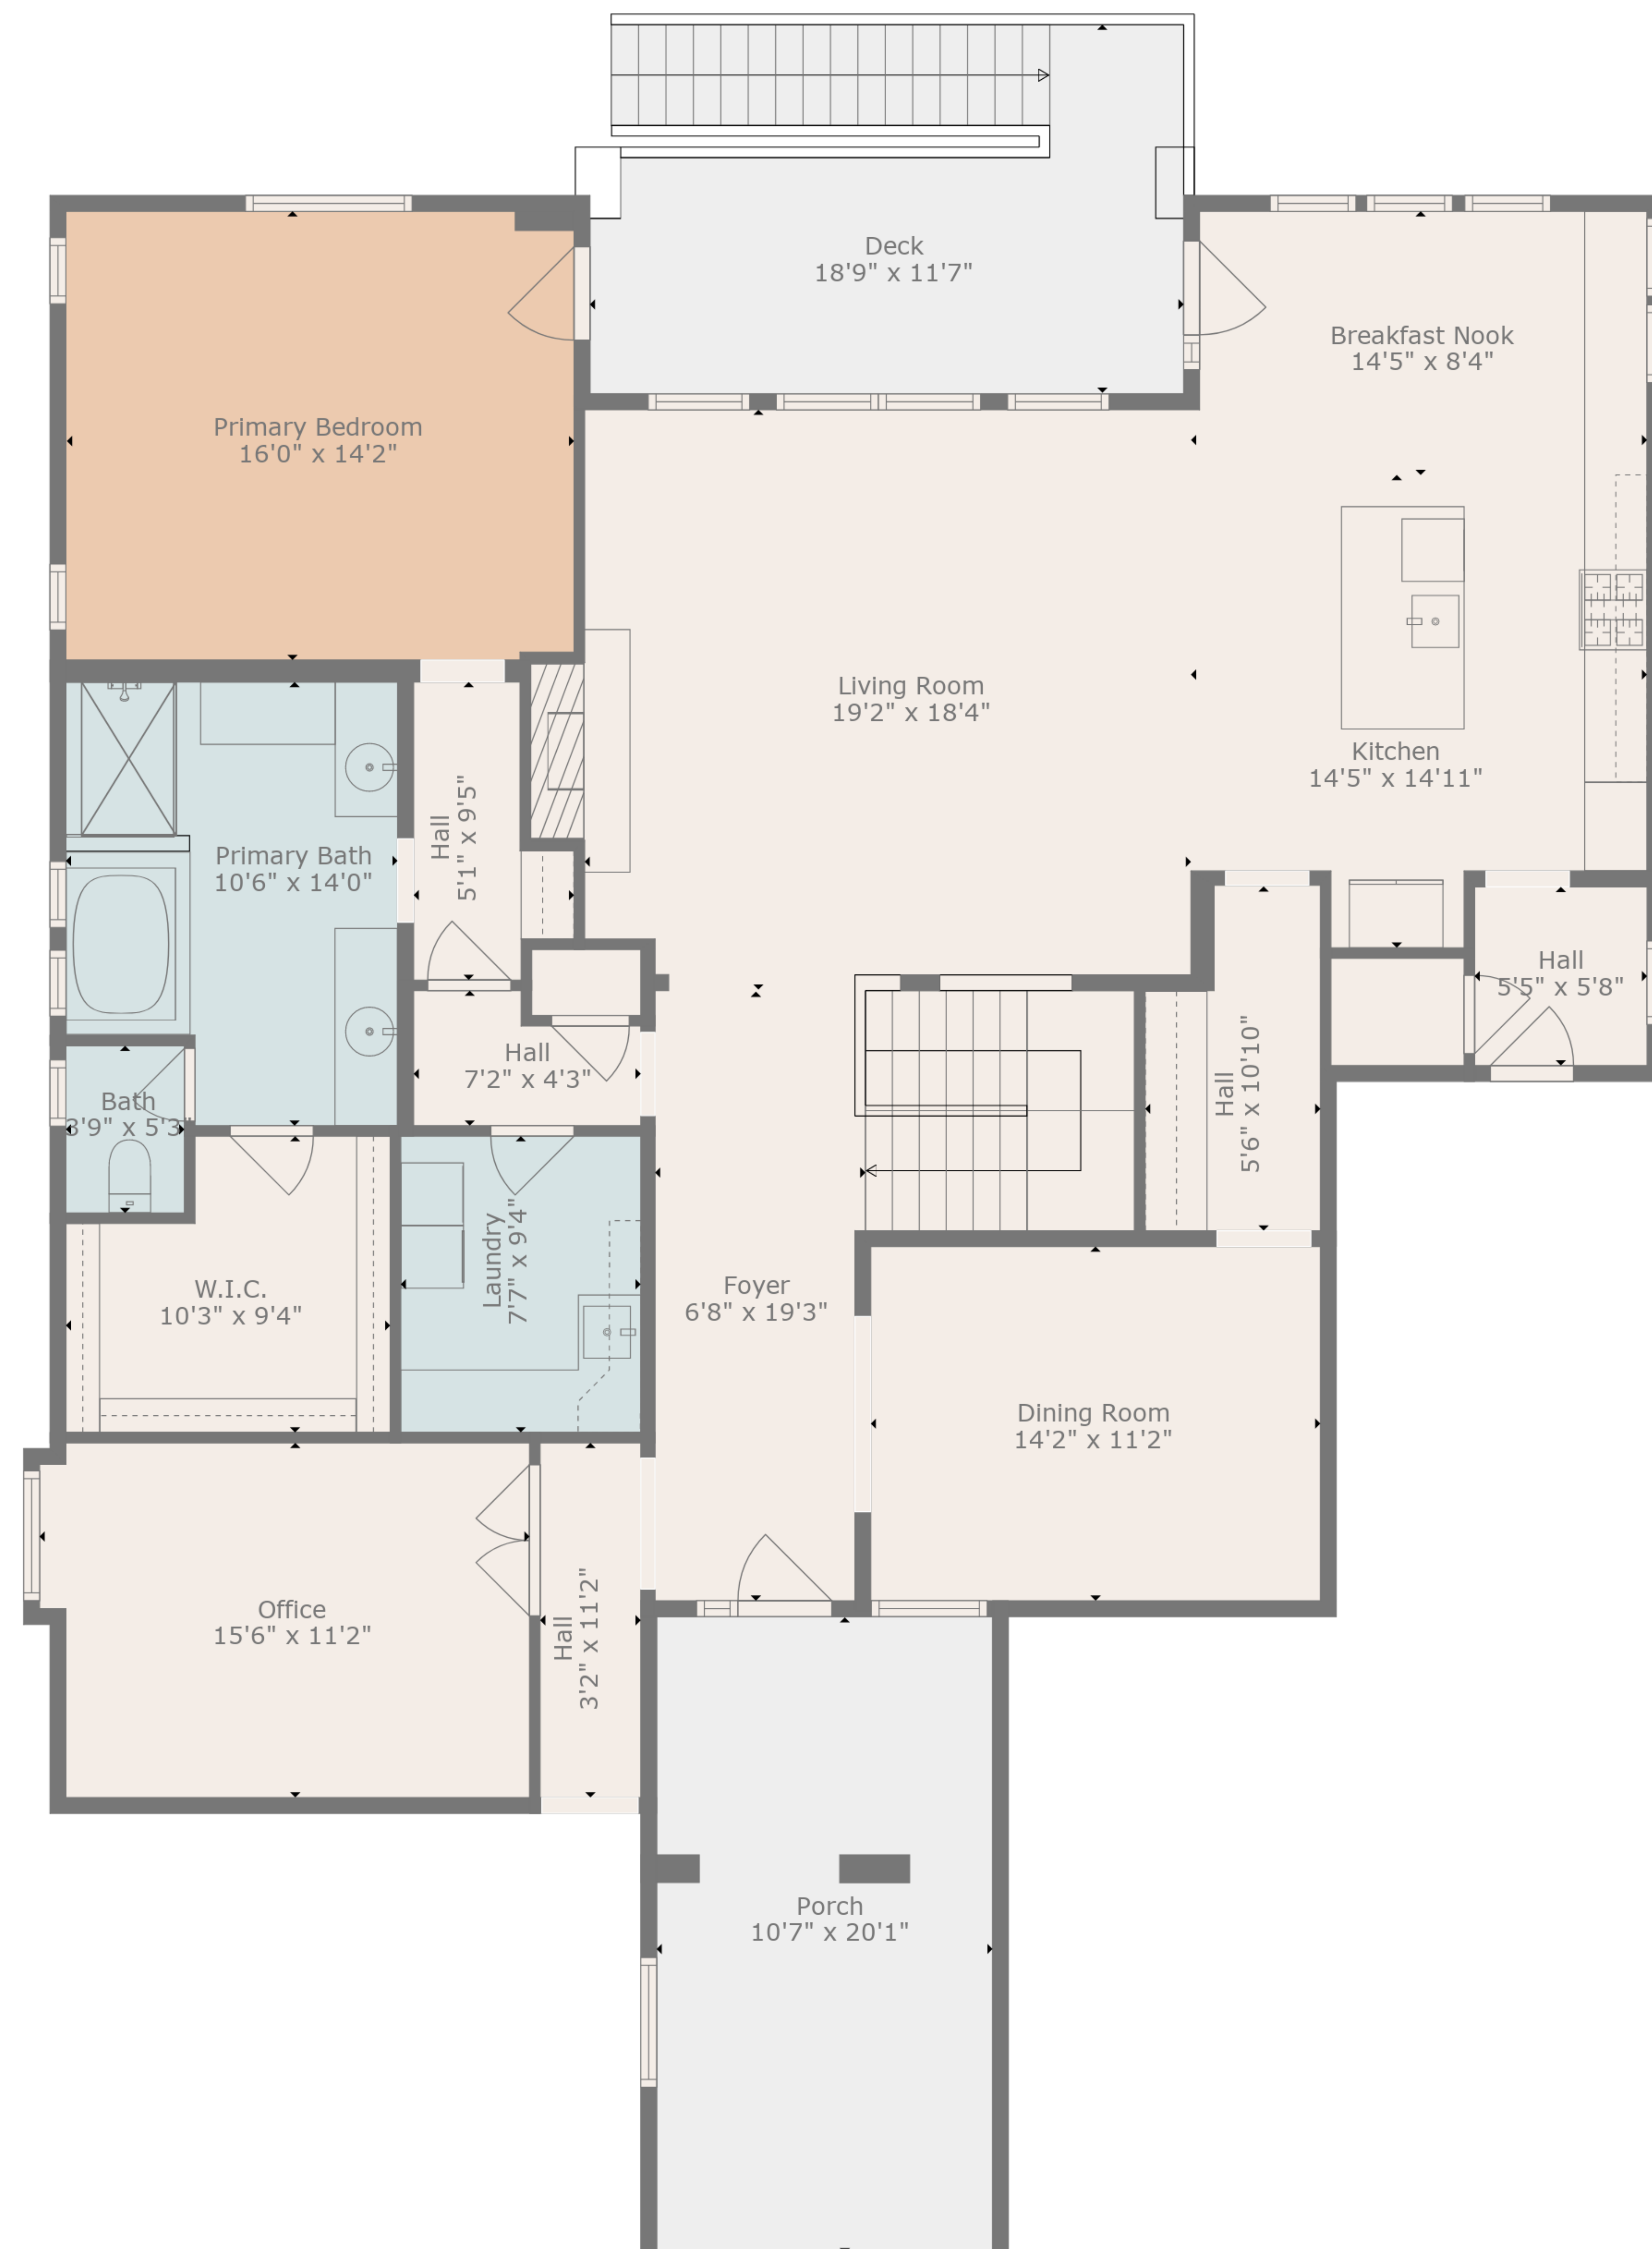 Deck
18'9" x 11'7"
Breakfast Nook
14'5" x 8'4"
Primary Bedroom
16'0" x 14'2"
Living Room
19'2" x 18'4"
Kitchen
14'5" x 14'11"
Hall
5'1" x 9'5"
Primary Bath
10'6" x 14'0"
Hall
5'5" x 5'8"
Hall
7'2" x 4'3"
Hall
5'6" x 10'10"
Bath
3'9" x 5'3"
W.I.C.
10'3" x 9'4"
Laundry
7'7" x 9'4"
Foyer
6'8" x 19'3"
Dining Room
14'2" x 11'2"
Office
15'6" x 11'2"
Hall
3'2" x 11'2"
Porch
10'7" x 20'1"